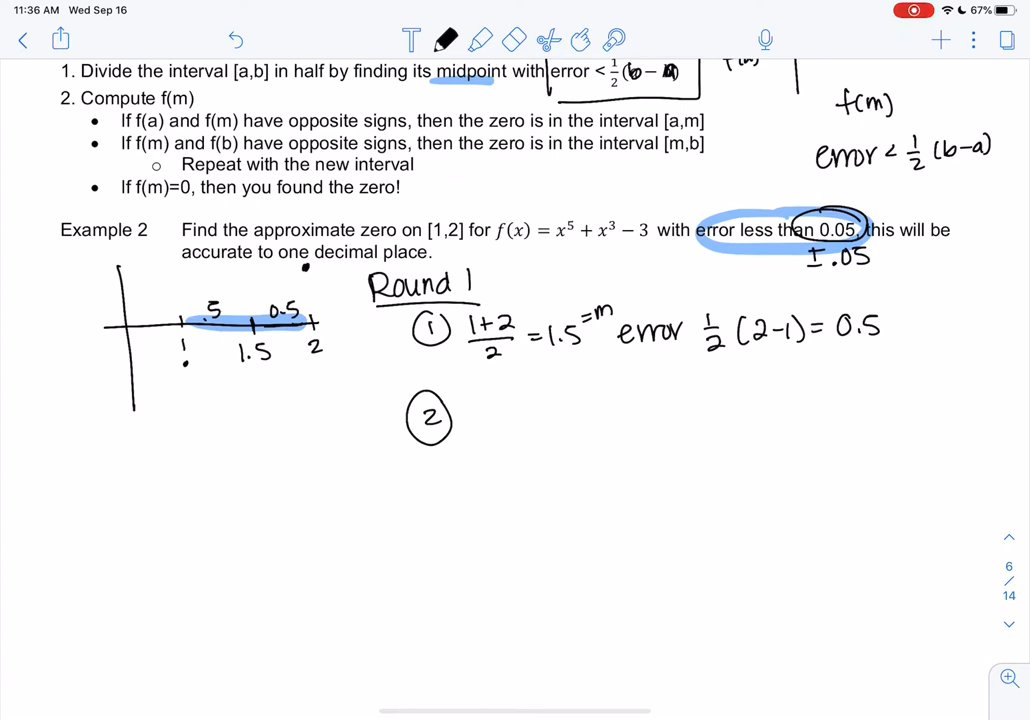 11:36 AM Wed Sep 16
67%
T
1. Divide the interval [a,b] in half by finding its midpoint with error < 1/2 (b – a)
f(m)
2. Compute f(m)
• If f(a) and f(m) have opposite signs, then the zero is in the interval [a,m]
• If f(m) and f(b) have opposite signs, then the zero is in the interval [m,b]
error < 1/2 (b-a)
o Repeat with the new interval
• If f(m)=0, then you found the zero!
Example 2 Find the approximate zero on [1,2] for f(x) = x⁵ + x³ − 3 with error less than 0.05, this will be
accurate to one decimal place.
± .05
Round 1
.5 0.5
① 1+2/2 = 1.5 = m error 1/2 (2-1) = 0.5
1 1.5 2
②
6
/
14